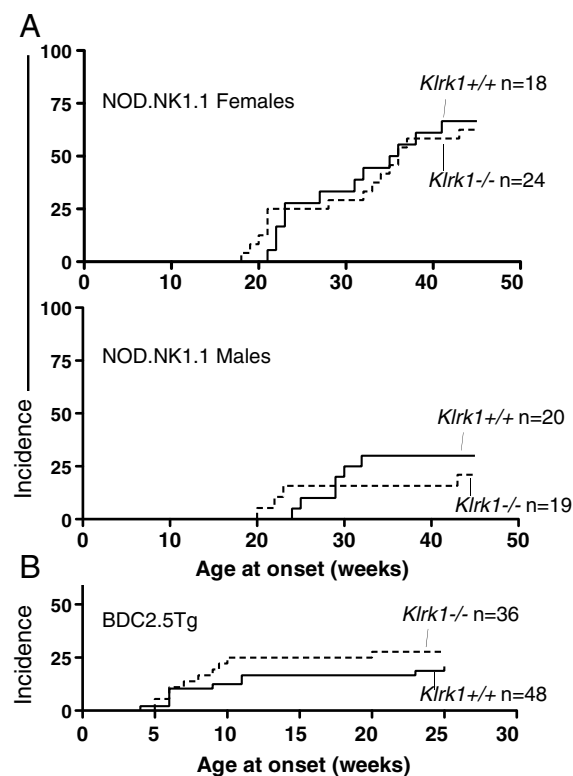 A
100
NOD.NK1.1 Females
Klrk1+/+ n=18
75
50
Klrk1-/- n=24
25
0
0 10 20 30 40 50
100
NOD.NK1.1 Males
75
50
Klrk1+/+ n=20
25
Klrk1-/- n=19
0
0 10 20 30 40 50
Incidence
Age at onset (weeks)
B
50
BDC2.5Tg
Klrk1-/- n=36
25
Klrk1+/+ n=48
0
0 5 10 15 20 25 30
Incidence
Age at onset (weeks)